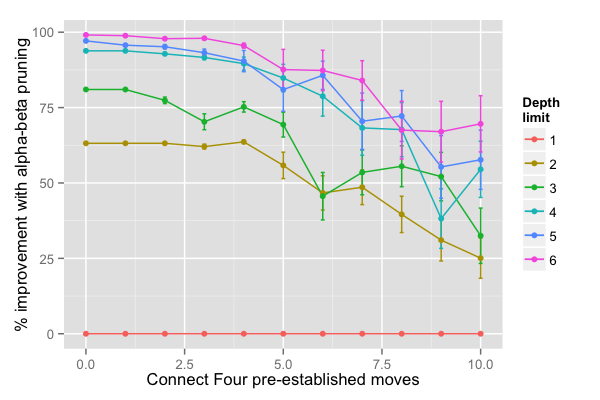 % improvement with alpha-beta pruning
100
75
50
25
0
0.0 2.5 5.0 7.5 10.0
Connect Four pre-established moves
Depth
limit
1
2
3
4
5
6